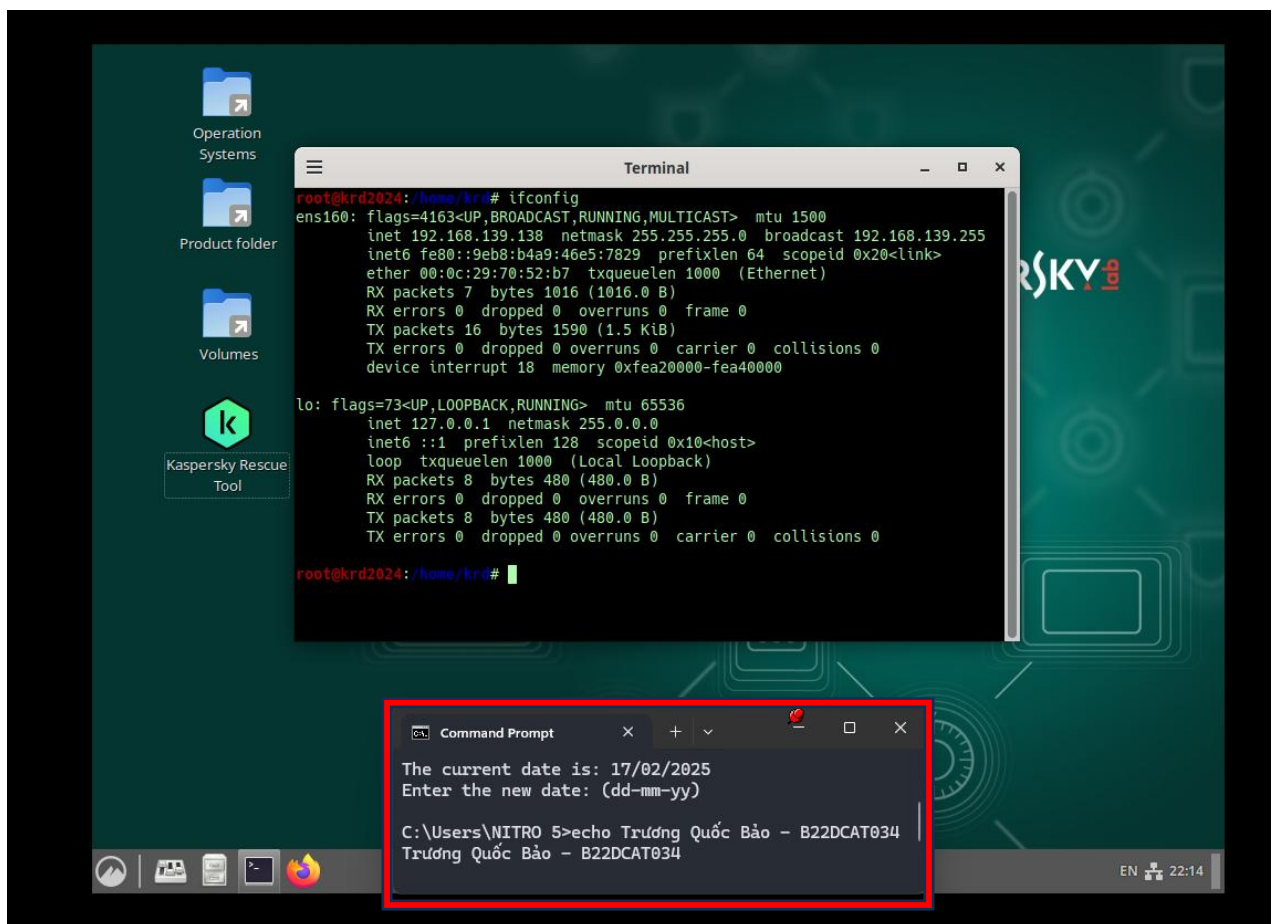 Operation
Systems
Product folder
Volumes
Kaspersky Rescue
Tool
Terminal
root@krd2024:/home/krd# ifconfig
ens160: flags=4163<UP,BROADCAST,RUNNING,MULTICAST>  mtu 1500
        inet 192.168.139.138  netmask 255.255.255.0  broadcast 192.168.139.255
        inet6 fe80::9eb8:b4a9:46e5:7829  prefixlen 64  scopeid 0x20<link>
        ether 00:0c:29:70:52:b7  txqueuelen 1000  (Ethernet)
        RX packets 7  bytes 1016 (1016.0 B)
        RX errors 0  dropped 0  overruns 0  frame 0
        TX packets 16  bytes 1590 (1.5 KiB)
        TX errors 0  dropped 0 overruns 0  carrier 0  collisions 0
        device interrupt 18  memory 0xfea20000-fea40000
lo: flags=73<UP,LOOPBACK,RUNNING>  mtu 65536
        inet 127.0.0.1  netmask 255.0.0.0
        inet6 ::1  prefixlen 128  scopeid 0x10<host>
        loop  txqueuelen 1000  (Local Loopback)
        RX packets 8  bytes 480 (480.0 B)
        RX errors 0  dropped 0  overruns 0  frame 0
        TX packets 8  bytes 480 (480.0 B)
        TX errors 0  dropped 0 overruns 0  carrier 0  collisions 0
root@krd2024:/home/krd#
RSKY lab
Command Prompt
The current date is: 17/02/2025
Enter the new date: (dd-mm-yy)
C:\Users\NITRO 5>echo Trương Quốc Bảo - B22DCAT034
Trương Quốc Bảo - B22DCAT034
EN 22:14